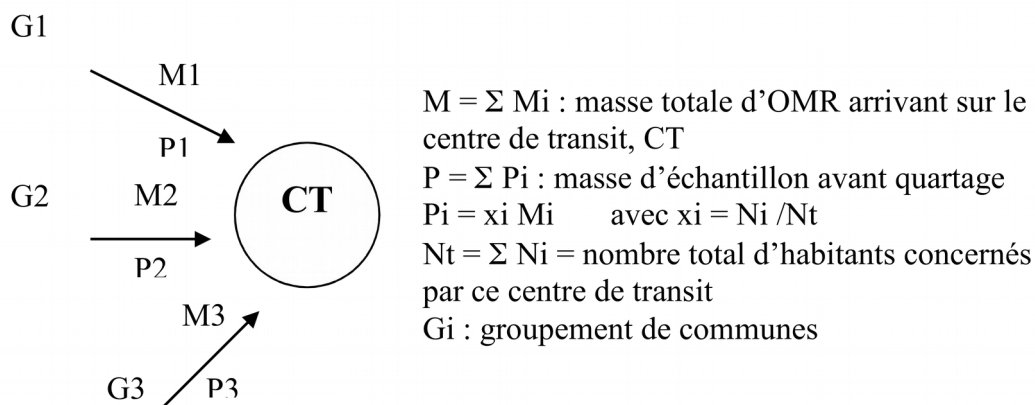 G1
M1
P1
G2
M2
P2
CT
M3
G3
P3
M = Σ Mi : masse totale d’OMR arrivant sur le
centre de transit, CT
P = Σ Pi : masse d’échantillon avant quartage
Pi = xi Mi avec xi = Ni /Nt
Nt = Σ Ni = nombre total d’habitants concernés
par ce centre de transit
Gi : groupement de communes